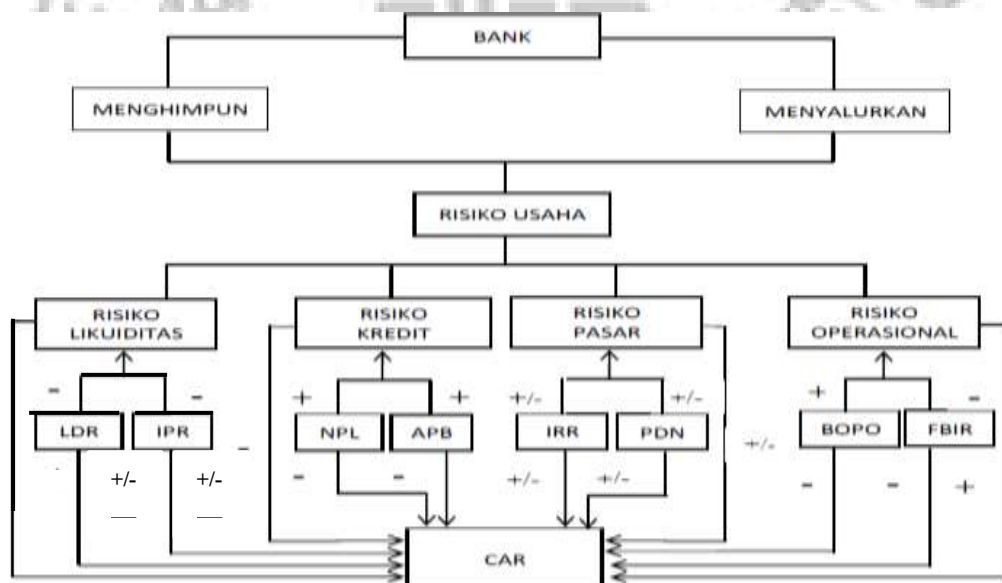 BANK
MENGHIMPUN
MENYALURKAN
RISIKO USAHA
RISIKO
LIKUIDITAS
RISIKO
KREDIT
RISIKO
PASAR
RISIKO
OPERASIONAL
- - + + +/- +/- + -
LDR IPR NPL APB IRR PDN BOPO FBIR
- +/-
+/- +/- - - +/- +/- - - +
CAR